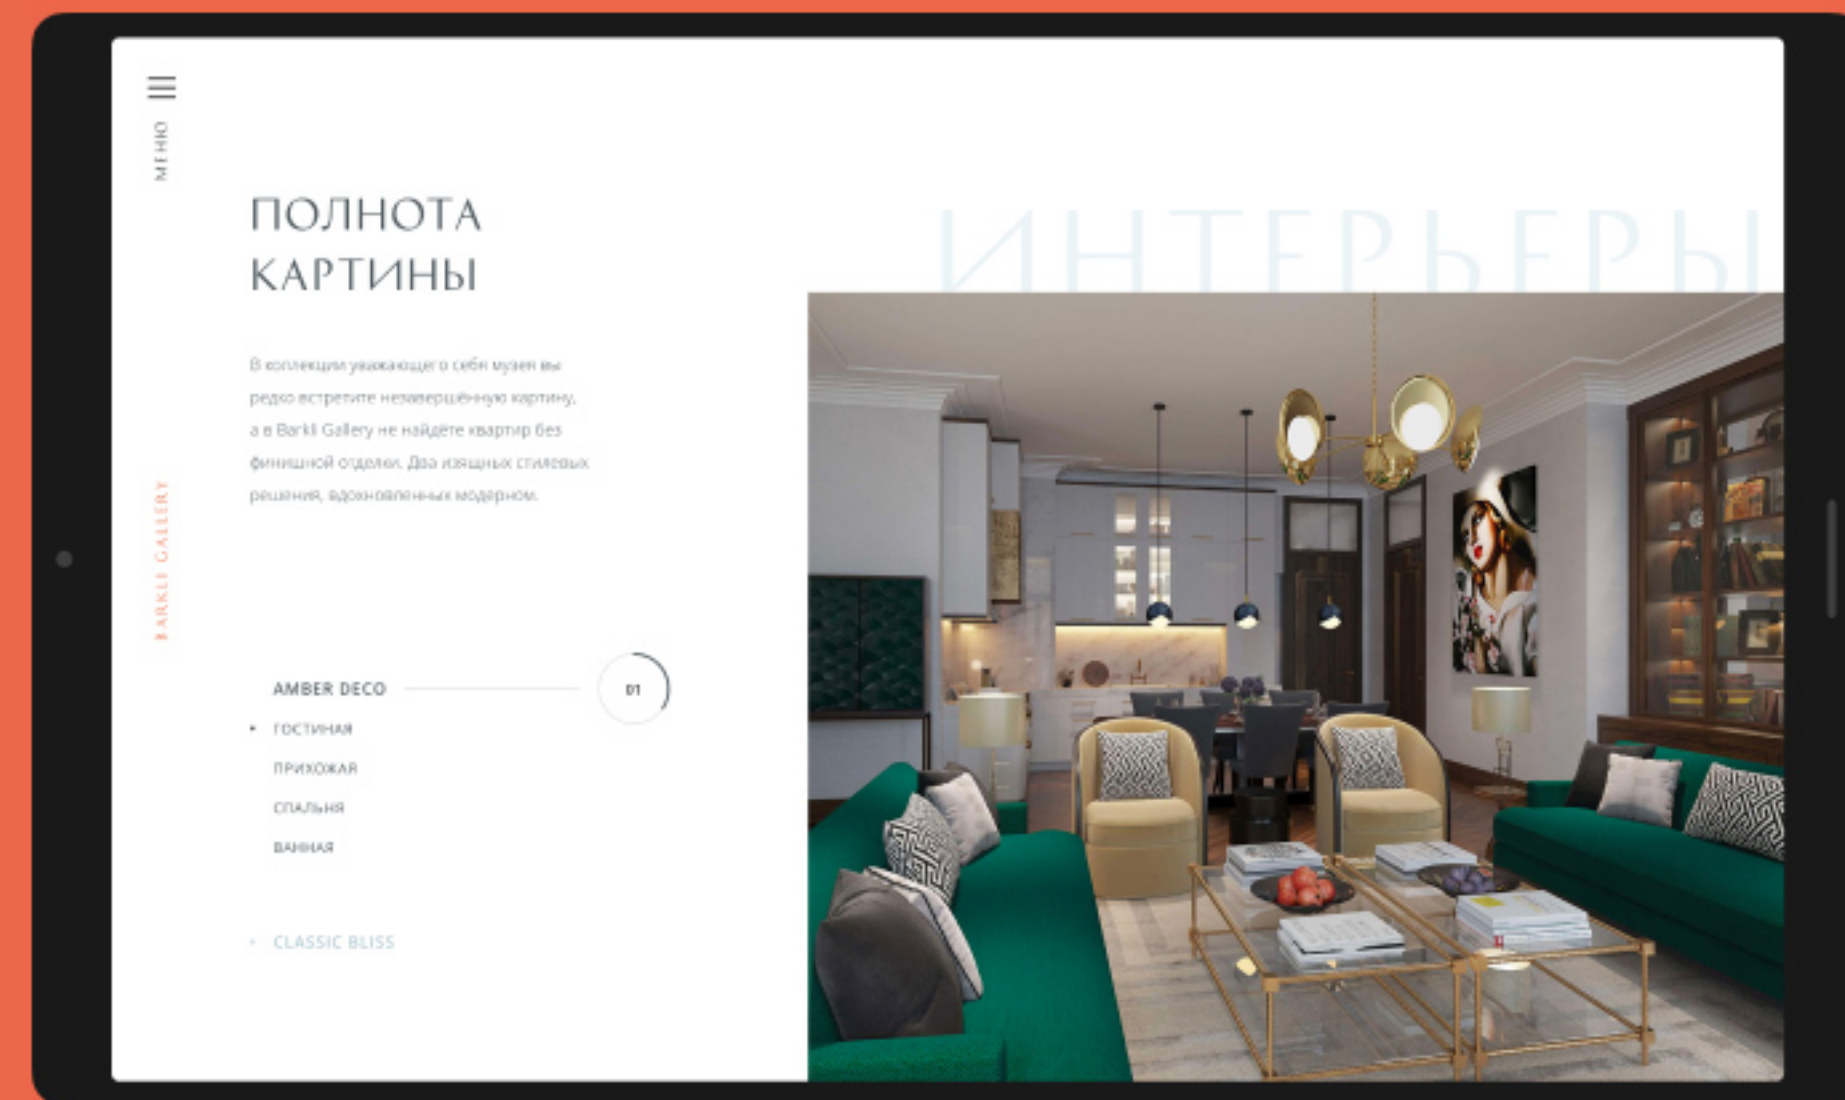 МЕНЮ
ПОЛНОТА
КАРТИНЫ
ИНТЕРЬЕРЫ
В коллекции уважающего себя музея вы
редко встретите незавершённую картину,
а в Barkli Gallery не найдёте квартир без
финишной отделки. Два изящных стилевых
решения, вдохновленных модерном.
BARKLI GALLERY
AMBER DECO
01
ГОСТИНАЯ
ПРИХОЖАЯ
СПАЛЬНЯ
ВАННАЯ
CLASSIC BLISS